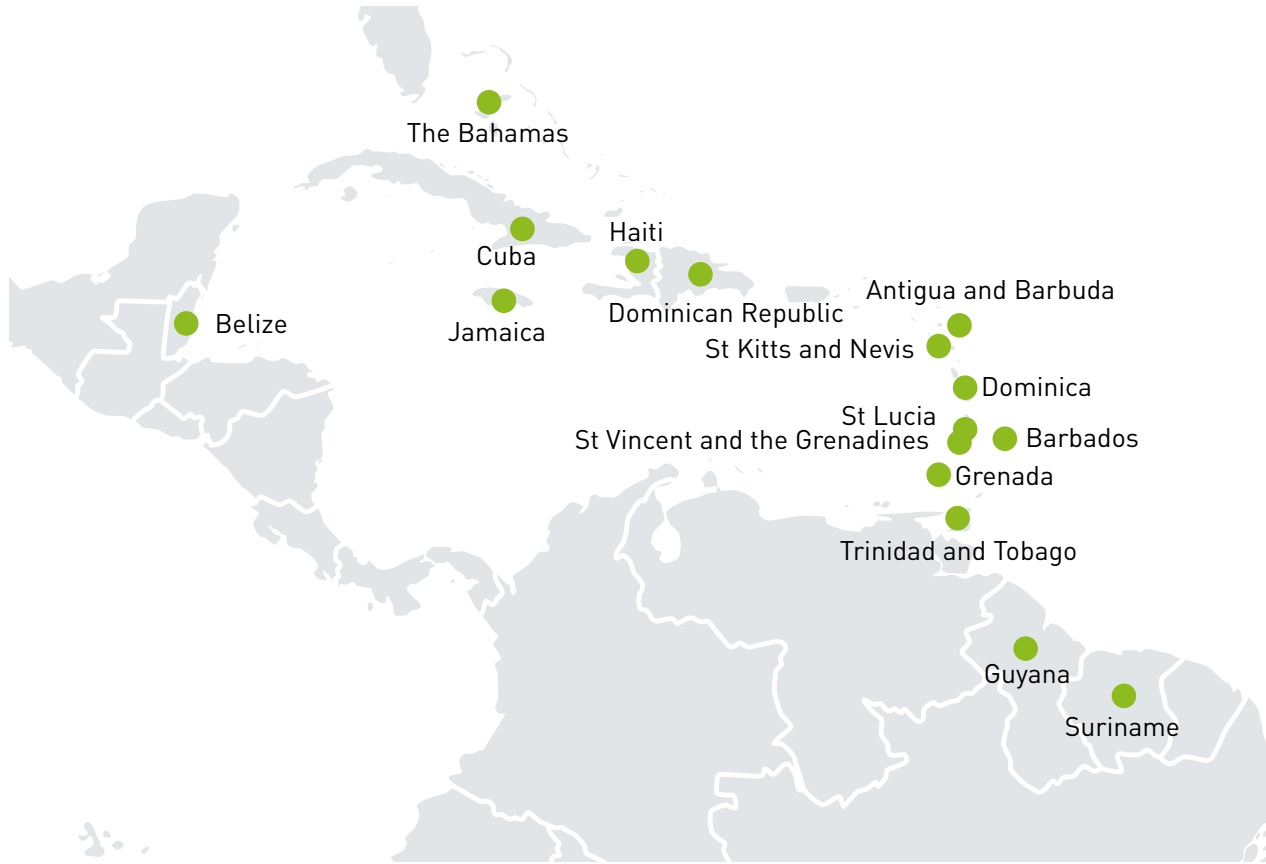 The Bahamas
Cuba
Haiti
Dominican Republic
Jamaica
Belize
Antigua and Barbuda
St Kitts and Nevis
Dominica
St Lucia
St Vincent and the Grenadines
Barbados
Grenada
Trinidad and Tobago
Guyana
Suriname